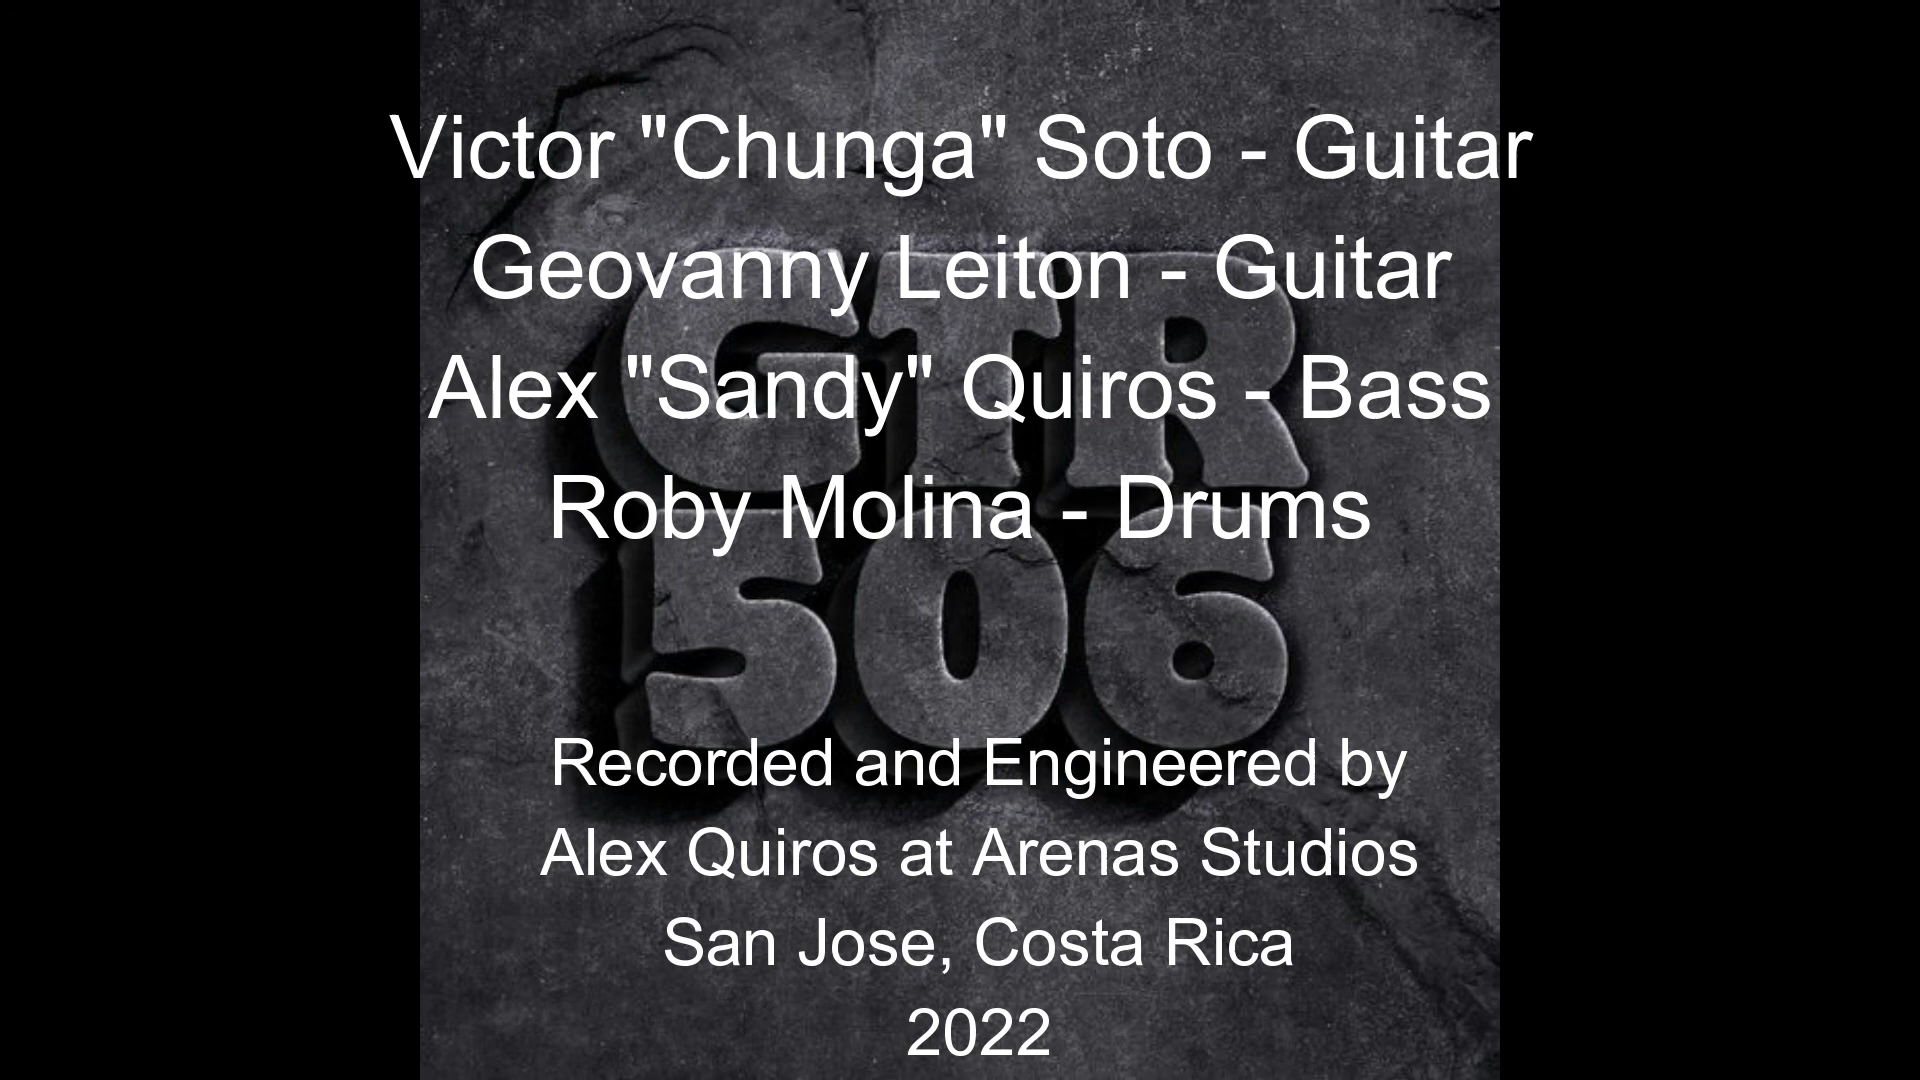 Victor "Chunga" Soto - Guitar
Geovanny Leiton - Guitar
Alex "Sandy" Quiros - Bass
Roby Molina - Drums
GTR
506
Recorded and Engineered by
Alex Quiros at Arenas Studios
San Jose, Costa Rica
2022